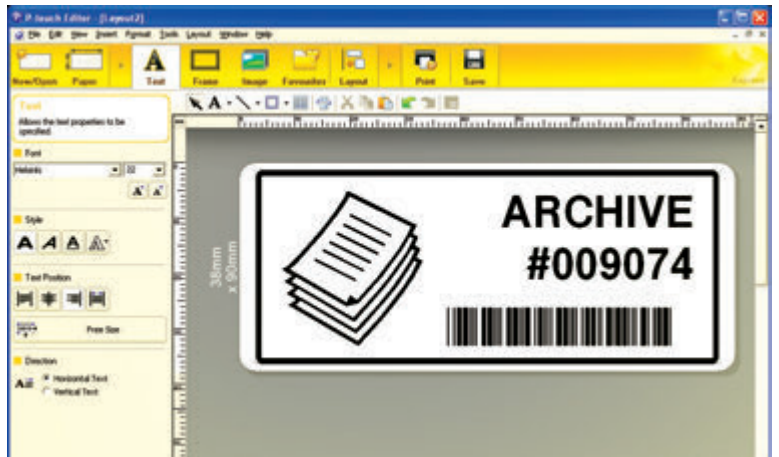 P-touch Editor - [Layout2]
File Edit View Insert Format Tools Layout Window Help
New/Open Paper Text Frame Image Favourites Layout Print Save
Text
Allows the text properties to be
specified.
Font
Helsinki 22
Style
Text Position
Free Size
Direction
Horizontal Text
Vertical Text
38mm
x 90mm
ARCHIVE
#009074